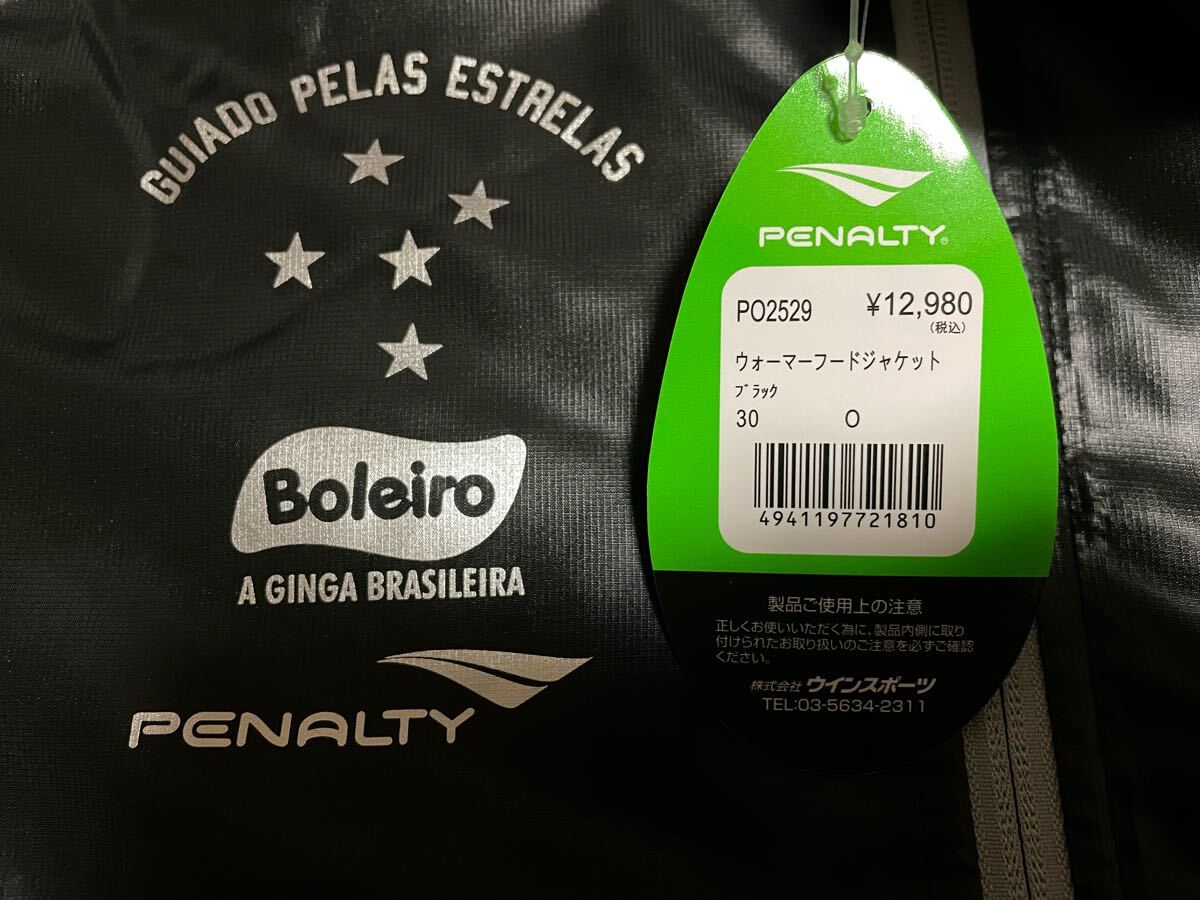 GUIADO PELAS ESTRELAS
Boleiro
A GINGA BRASILEIRA
PENALTY
PENALTY®
PO2529 ¥12,980
(税込)
ウォーマーフードジャケット
ブラック
30 O
4941197721810
製品ご使用上の注意
正しくお使いいただく為に、製品内側に取り
付けられたお取り扱いのご注意を必ずご確認
ください。
株式会社 ウインスポーツ
TEL:03-5634-2311